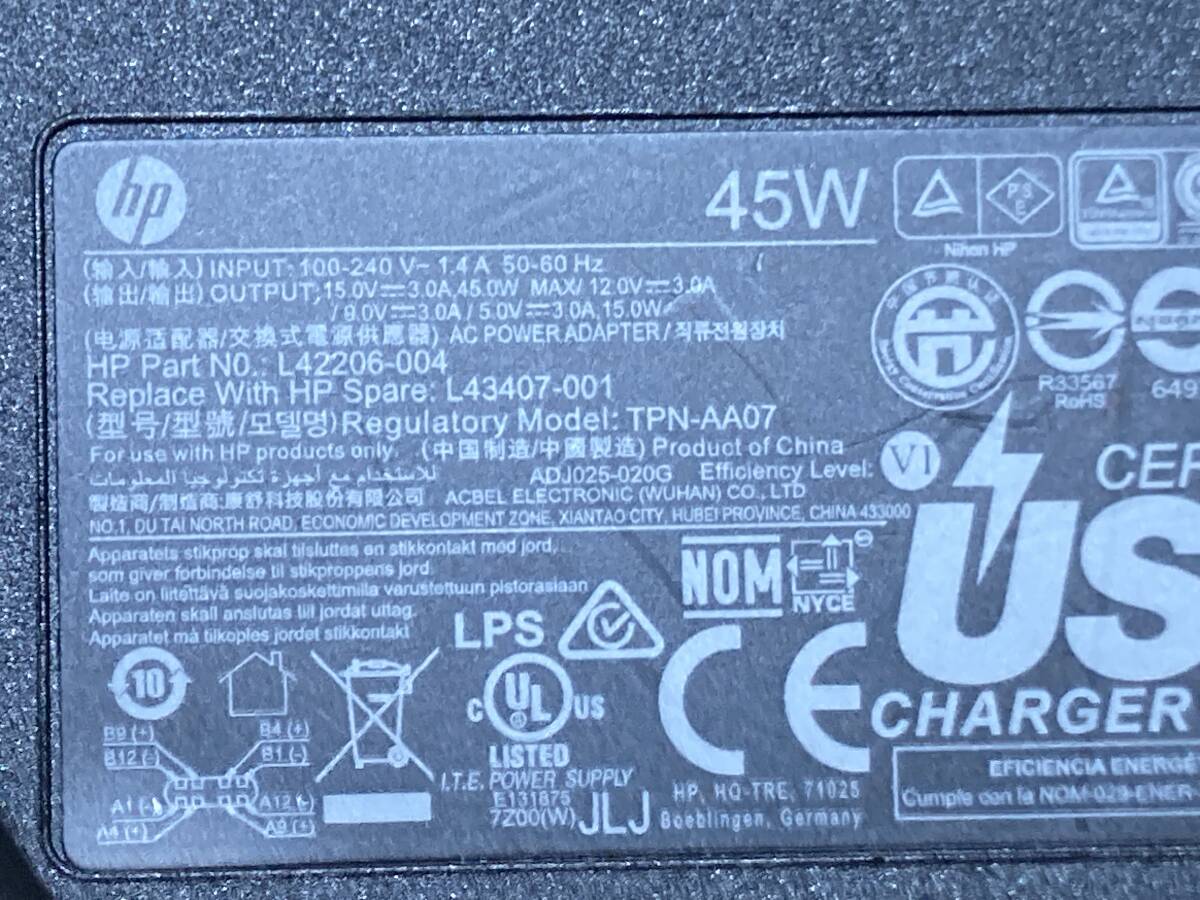 hp
45W
Nihon HP
(输入/輸入) INPUT: 100-240 V~ 1.4 A 50-60 Hz
(输出/輸出) OUTPUT: 15.0V⎓3.0A,45.0W MAX/ 12.0V⎓3.0A
/ 9.0V⎓3.0A / 5.0V⎓3.0A,15.0W
(电源适配器/交換式電源供應器) AC POWER ADAPTER / 직류전원장치
HP Part N0.: L42206-004
Replace With HP Spare: L43407-001
(型号/型號/모델명)Regulatory Model: TPN-AA07
For use with HP products only. (中国制造/中國製造) Product of China
للاستخدام مع أجهزة تكنولوجيا المعلومات
ADJ025-020G Efficiency Level: VI
製造商/制造商:康舒科技股份有限公司 ACBEL ELECTRONIC (WUHAN) CO., LTD
NO.1, DU TAI NORTH ROAD, ECONOMIC DEVELOPMENT ZONE, XIANTAO CITY, HUBEI PROVINCE, CHINA 433000
R33567
RoHS
649
CER
US
CHARGER
Apparatets stikprop skal tilsluttes en stikkontakt med jord,
som giver forbindelse til stikproppens jord.
Laite on liitettävä suojakoskettimilla varustettuun pistorasiaan
Apparaten skall anslutas till jordat uttag.
Apparatet må tilkoples jordet stikkontakt
NOM
NYCE
LPS
10
c UL US
LISTED
I.T.E. POWER SUPPLY
E131875
7Z00(W) JLJ
CE
HP, HQ-TRE, 71025
Boeblingen, Germany
B9 (+)
B4 (+)
B12 (-)
B1 (-)
A1 (-)
A12 (-)
A4 (+)
A9 (+)
EFICIENCIA ENERGÉ
Cumple con la NOM-029-ENER